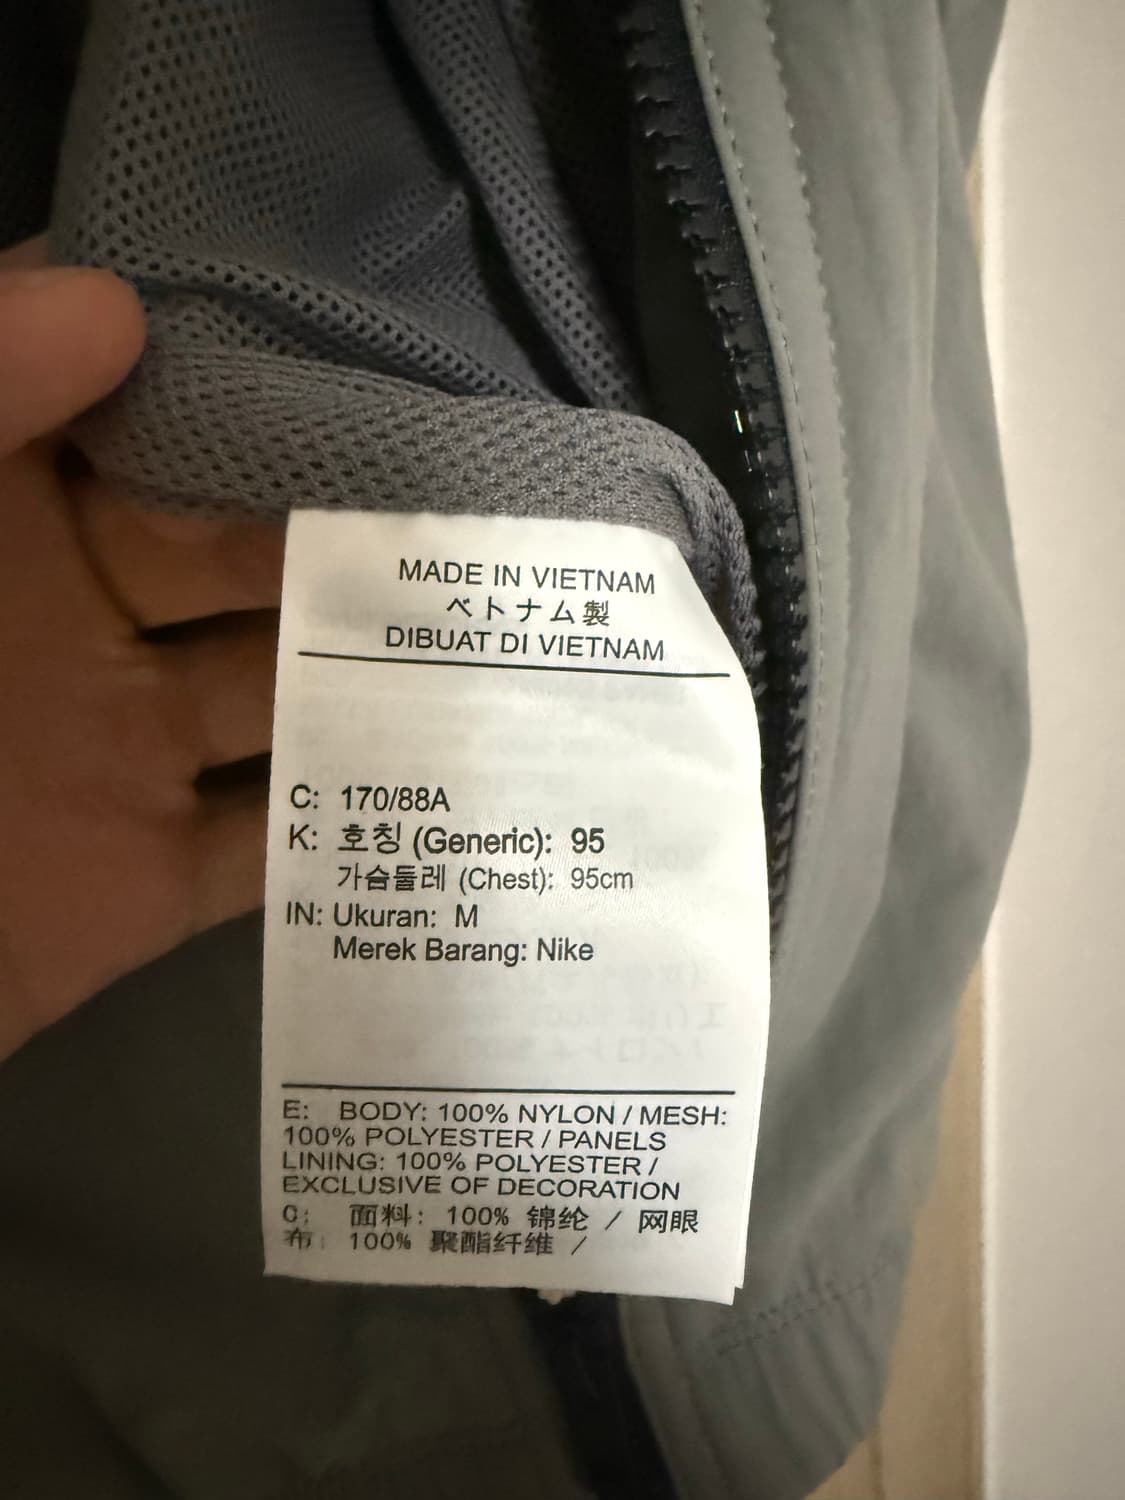 MADE IN VIETNAM
ベトナム製
DIBUAT DI VIETNAM
C: 170/88A
K: 호칭 (Generic): 95
가슴둘레 (Chest): 95cm
IN: Ukuran: M
Merek Barang: Nike
E: BODY: 100% NYLON / MESH:
100% POLYESTER / PANELS
LINING: 100% POLYESTER /
EXCLUSIVE OF DECORATION
C: 面料: 100% 锦纶 / 网眼
布: 100% 聚酯纤维 /